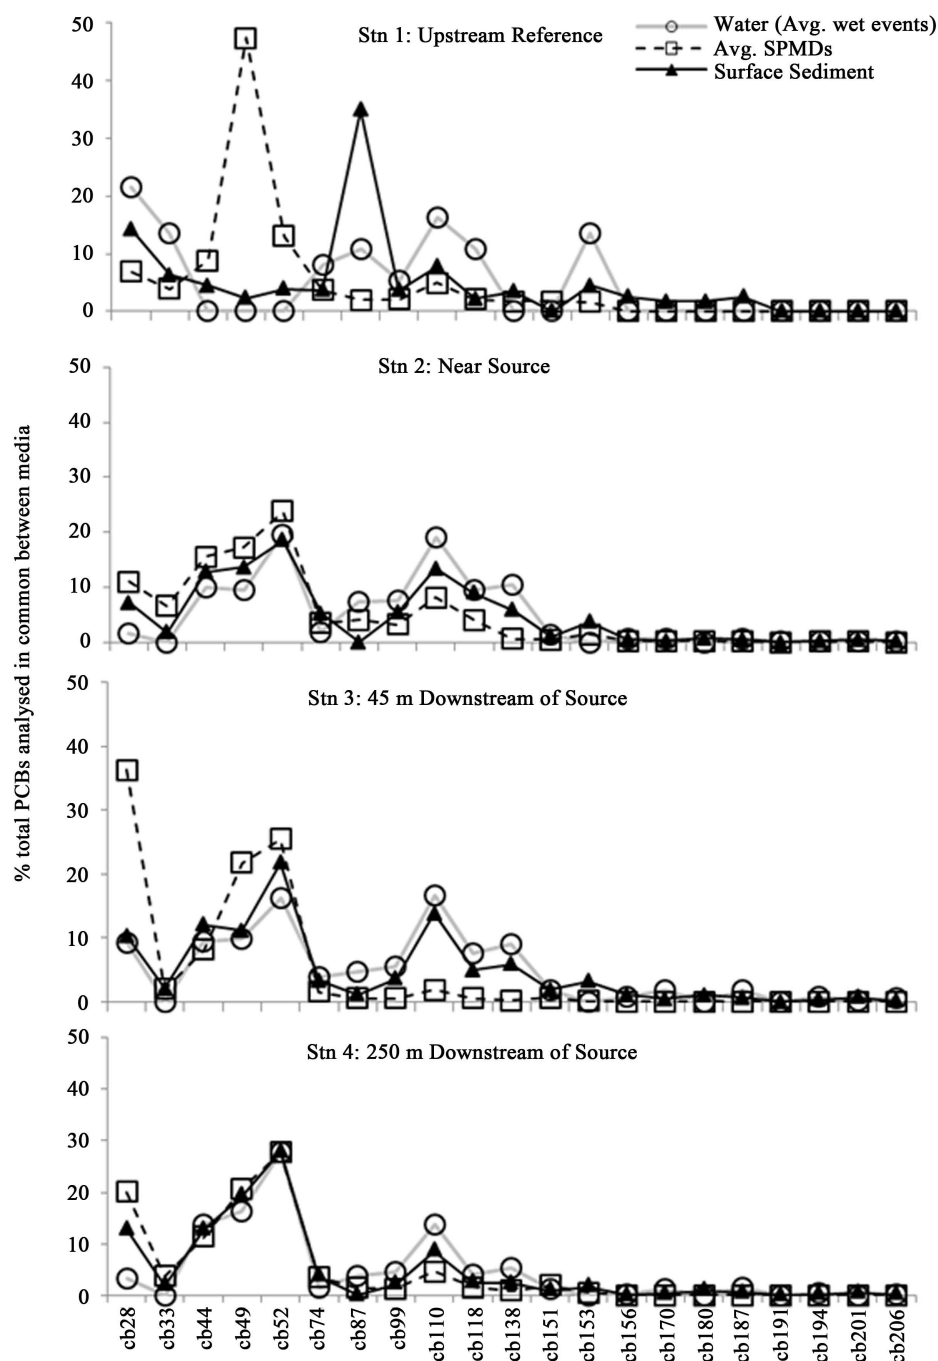 Stn 1: Upstream Reference
Water (Avg. wet events)
Avg. SPMDs
Surface Sediment
50
40
30
20
10
0
Stn 2: Near Source
50
40
30
20
10
0
Stn 3: 45 m Downstream of Source
50
40
30
20
10
0
Stn 4: 250 m Downstream of Source
50
40
30
20
10
0
% total PCBs analysed in common between media
cb28
cb31
cb44
cb49
cb52
cb74
cb87
cb99
cb110
cb118
cb138
cb151
cb153
cb156
cb170
cb180
cb187
cb191
cb194
cb201
cb206